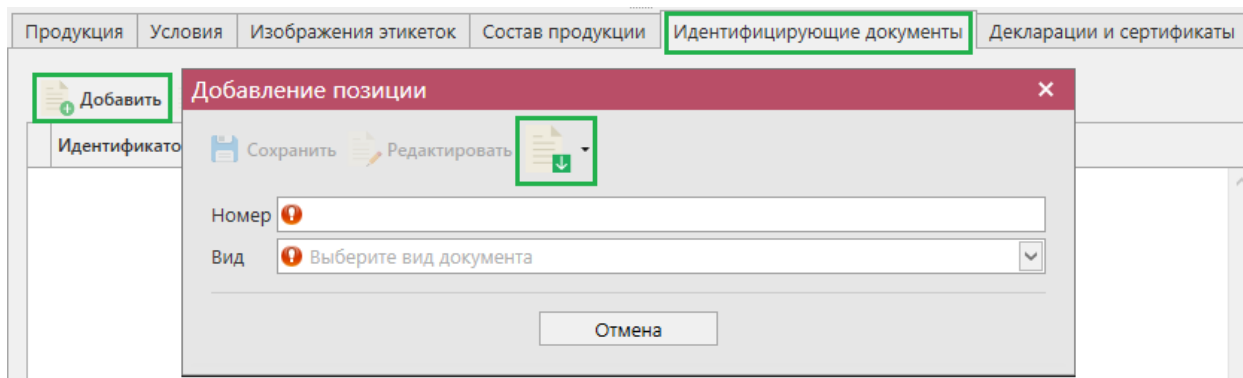 Продукция Условия Изображения этикеток Состав продукции Идентифицирующие документы Декларации и сертификаты
Добавить
Добавление позиции
Идентификато
Сохранить Редактировать
Номер
Вид Выберите вид документа
Отмена